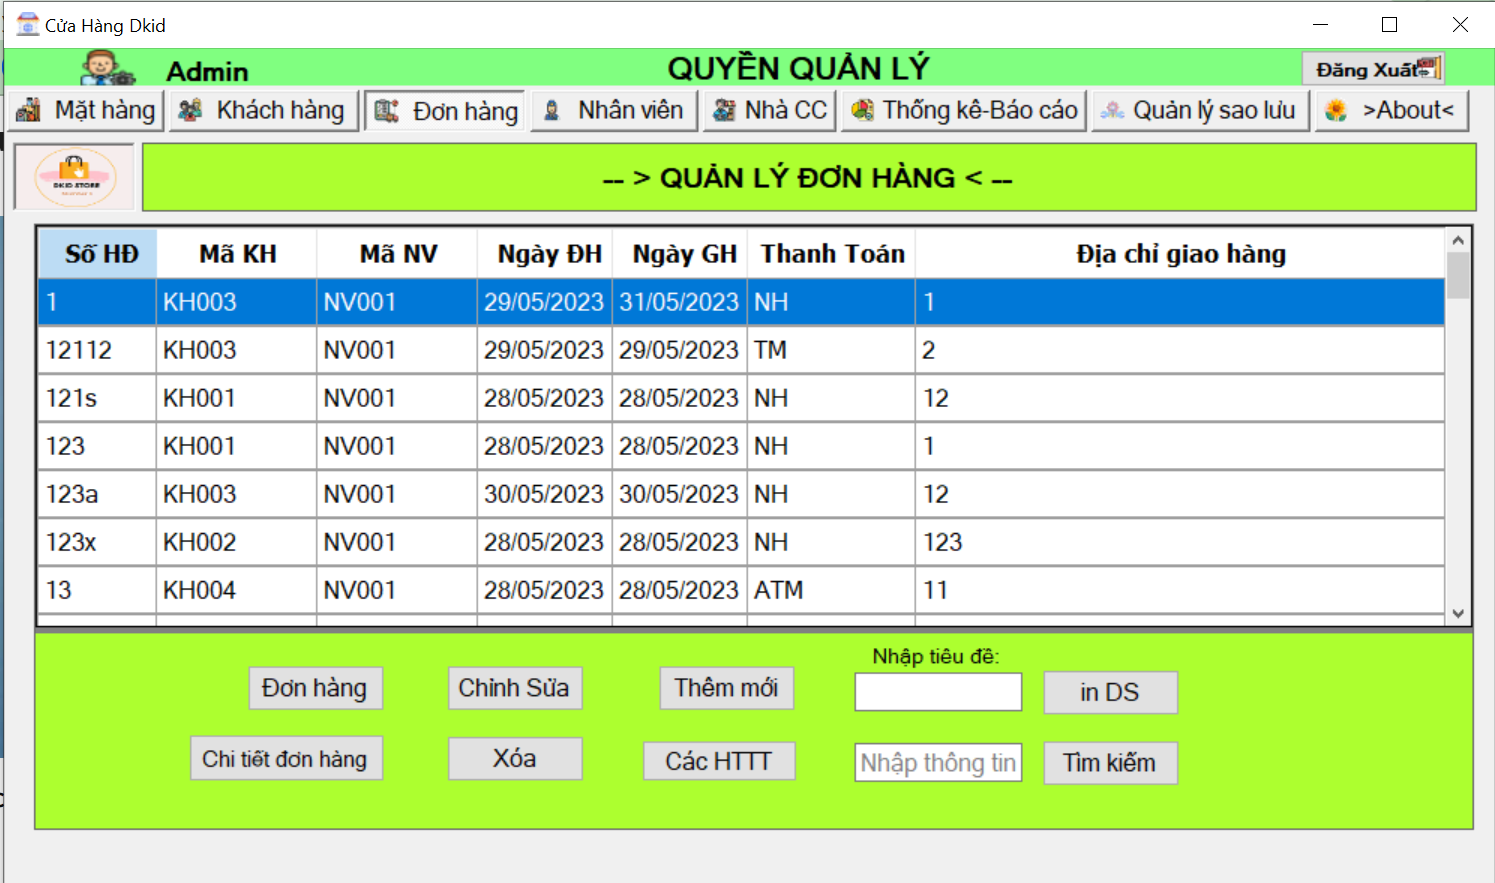 Cửa Hàng Dkid
Admin
QUYỀN QUẢN LÝ
Đăng Xuất
Mặt hàng
Khách hàng
Đơn hàng
Nhân viên
Nhà CC
Thống kê-Báo cáo
Quản lý sao lưu
>About<
DKID STORE
-- > QUẢN LÝ ĐƠN HÀNG < --
Số HĐ Mã KH Mã NV Ngày ĐH Ngày GH Thanh Toán Địa chỉ giao hàng
1 KH003 NV001 29/05/2023 31/05/2023 NH 1
12112 KH003 NV001 29/05/2023 29/05/2023 TM 2
121s KH001 NV001 28/05/2023 28/05/2023 NH 12
123 KH001 NV001 28/05/2023 28/05/2023 NH 1
123a KH003 NV001 30/05/2023 30/05/2023 NH 12
123x KH002 NV001 28/05/2023 28/05/2023 NH 123
13 KH004 NV001 28/05/2023 28/05/2023 ATM 11
Nhập tiêu đề:
Đơn hàng
Chỉnh Sửa
Thêm mới
in DS
Chi tiết đơn hàng
Xóa
Các HTTT
Nhập thông tin
Tìm kiếm